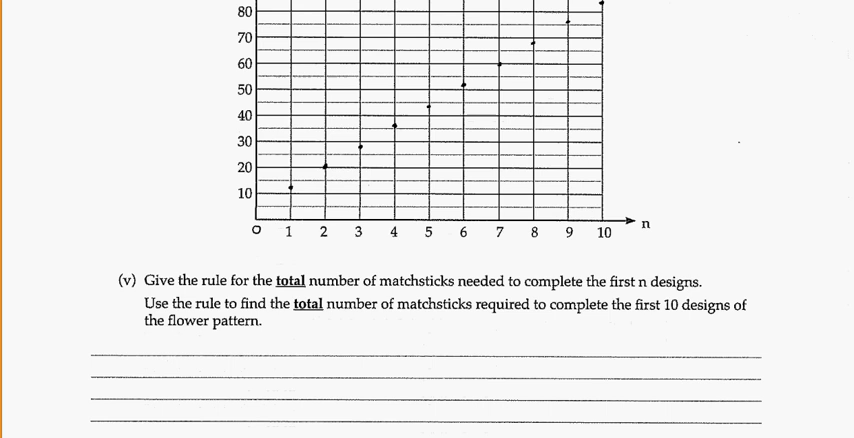 80
70
60
50
40
30
20
10
O 1 2 3 4 5 6 7 8 9 10 n
(v) Give the rule for the total number of matchsticks needed to complete the first n designs.
Use the rule to find the total number of matchsticks required to complete the first 10 designs of
the flower pattern.